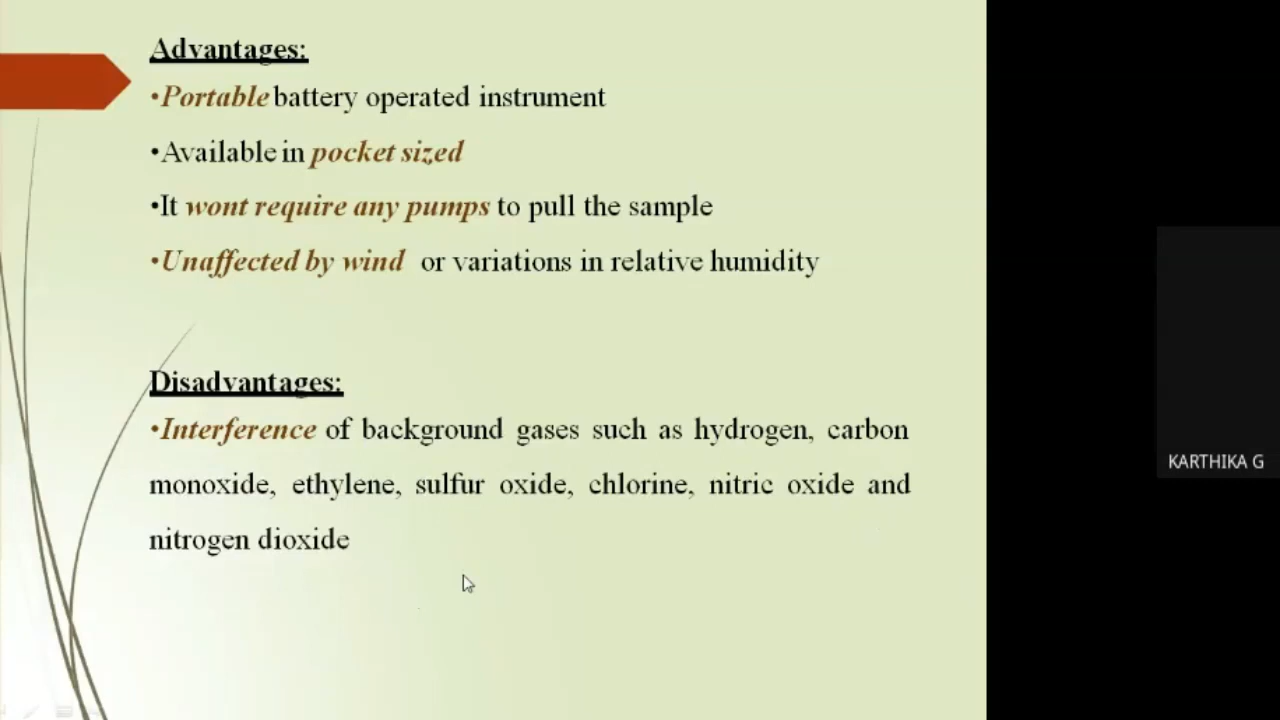 Advantages:
•Portable battery operated instrument
•Available in pocket sized
•It wont require any pumps to pull the sample
•Unaffected by wind or variations in relative humidity
Disadvantages:
•Interference of background gases such as hydrogen, carbon
monoxide, ethylene, sulfur oxide, chlorine, nitric oxide and
nitrogen dioxide
KARTHIKA G